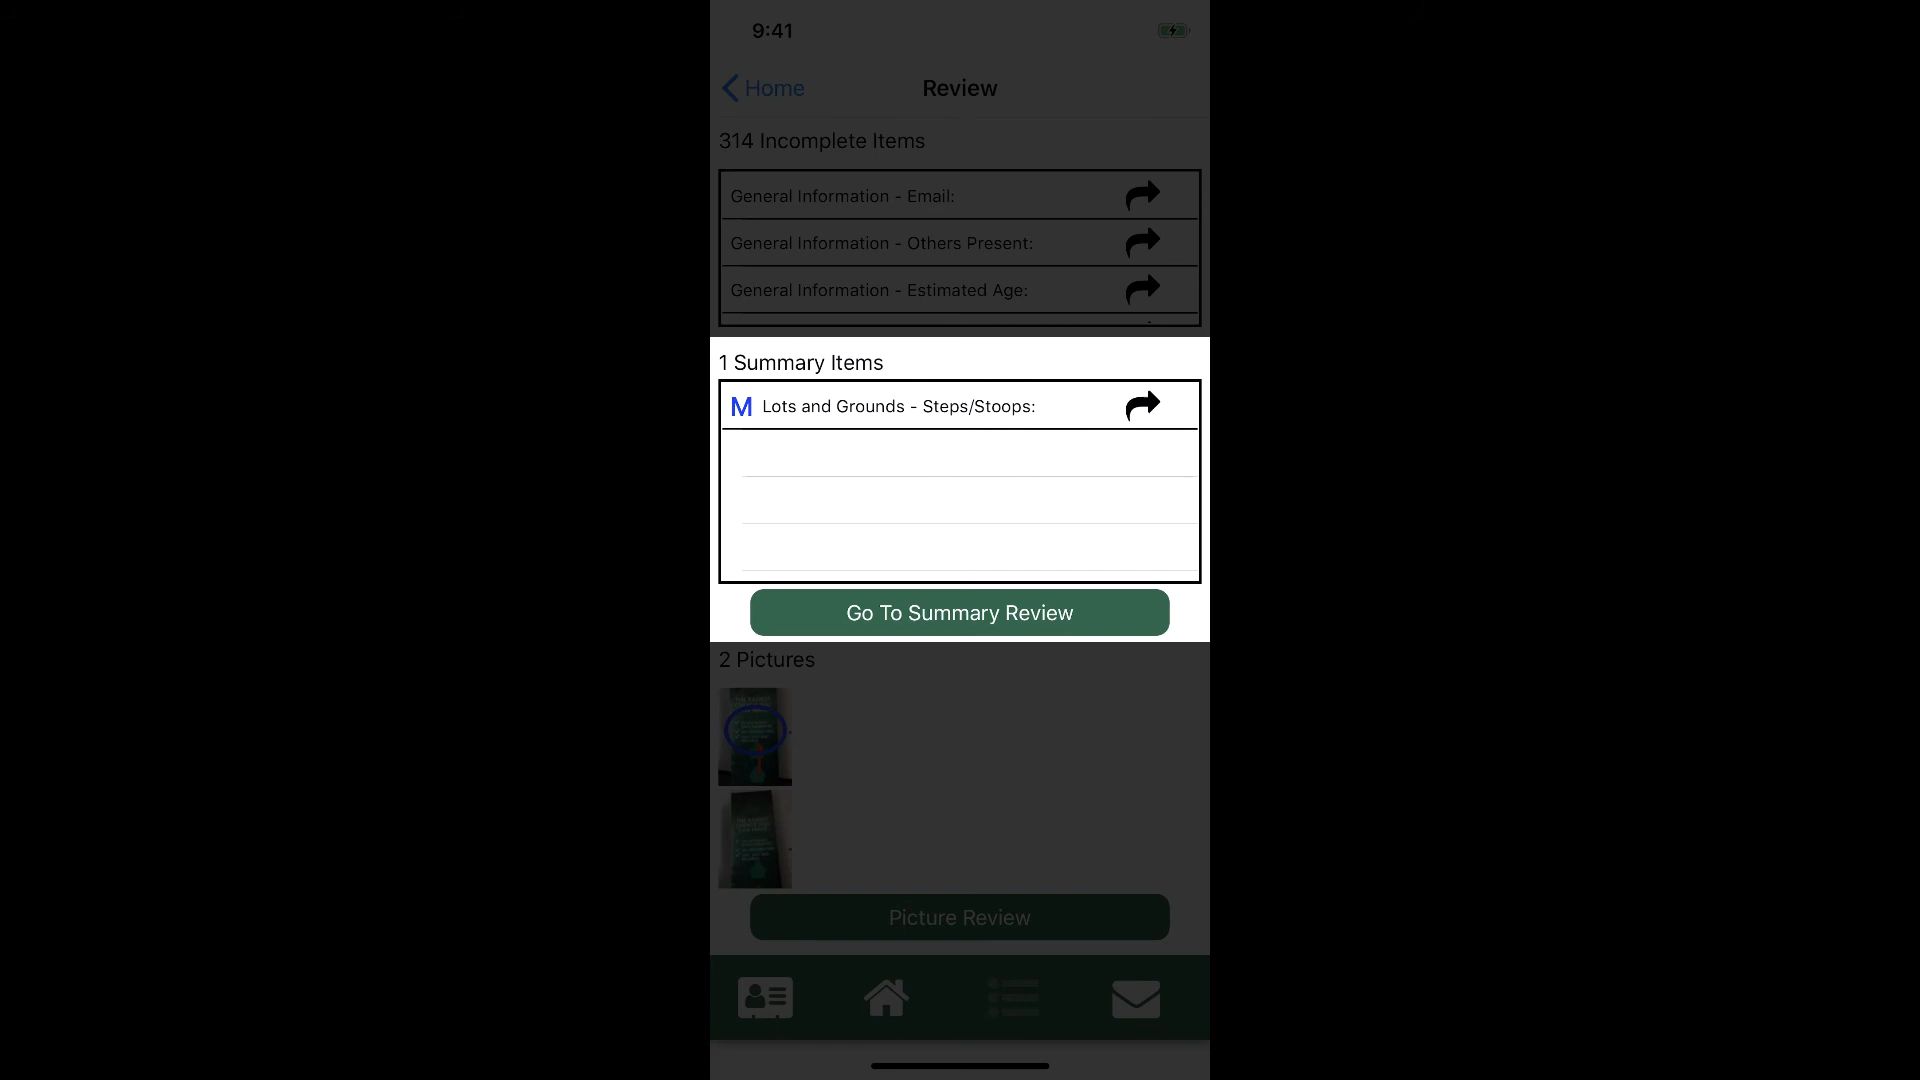 9:41
Home
Review
314 Incomplete Items
General Information - Email:
General Information - Others Present:
General Information - Estimated Age:
1 Summary Items
M Lots and Grounds - Steps/Stoops:
Go To Summary Review
2 Pictures
Picture Review